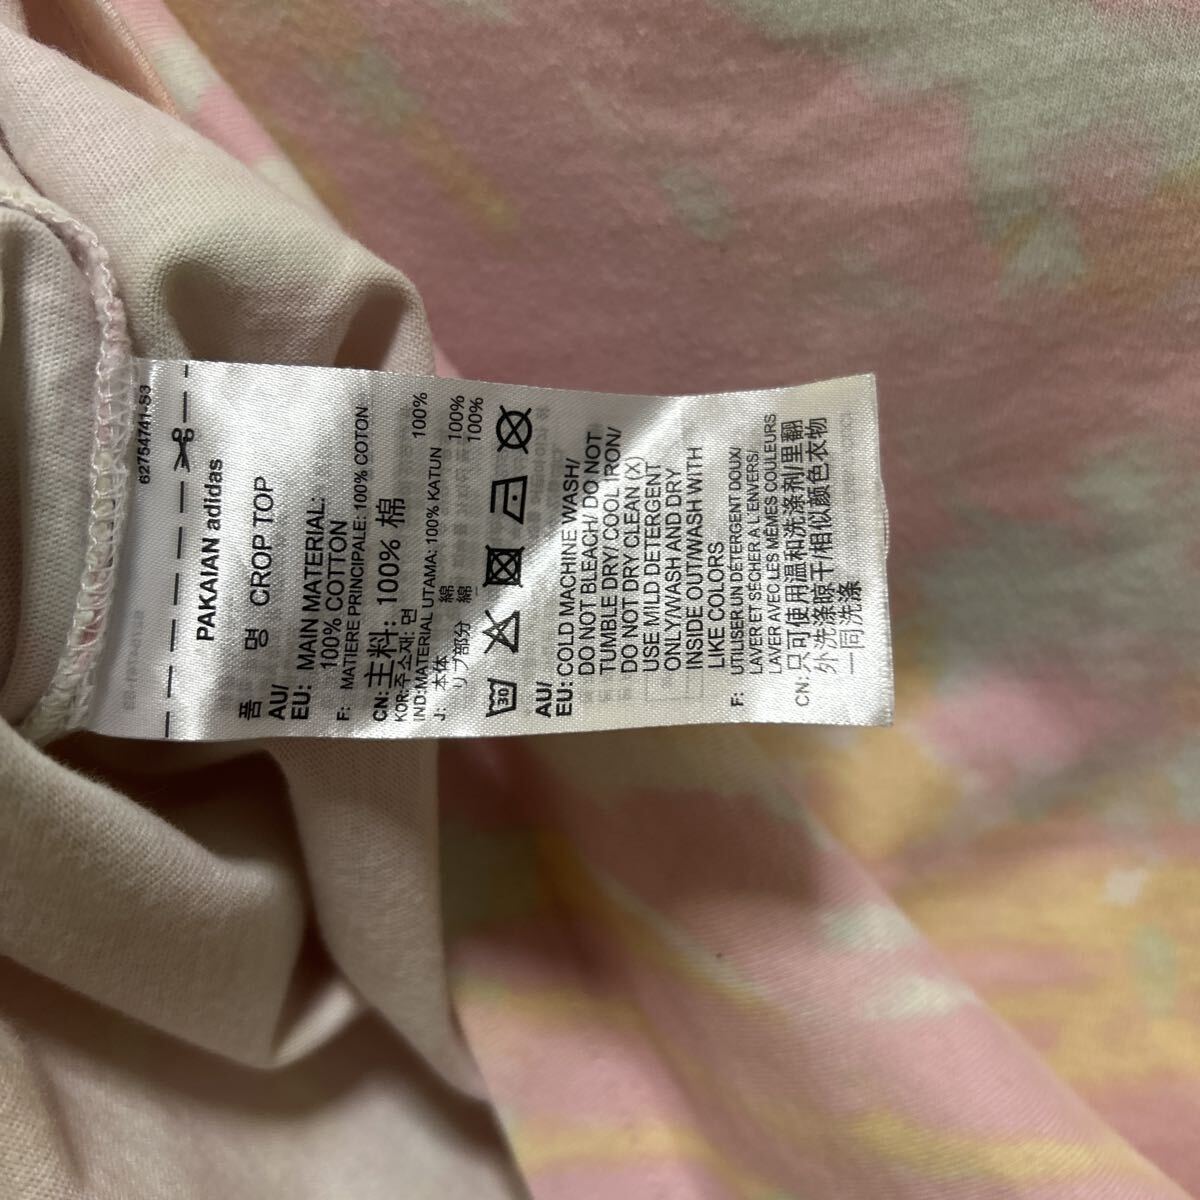 62754741-S3
PAKAIAN adidas
품 명 CROP TOP
AU/
EU: MAIN MATERIAL:
100% COTTON
F: MATIERE PRINCIPALE: 100% COTON
CN: 主料: 100% 棉
KOR:주소재: 면 100%
IND:MATERIAL UTAMA: 100% KATUN
J: 本体 綿 100%
リブ部分 綿 100%
30
AU/
EU: COLD MACHINE WASH/
DO NOT BLEACH/ DO NOT
TUMBLE DRY/ COOL IRON/
DO NOT DRY CLEAN (X)
USE MILD DETERGENT
ONLY/WASH AND DRY
INSIDE OUT/WASH WITH
LIKE COLORS
F: UTILISER UN DÉTERGENT DOUX/
LAVER ET SÉCHER À L'ENVERS/
LAVER AVEC LES MÊMES COULEURS
CN: 只可使用温和洗涤剂/里翻
外洗涤晾干/相似颜色衣物
一同洗涤